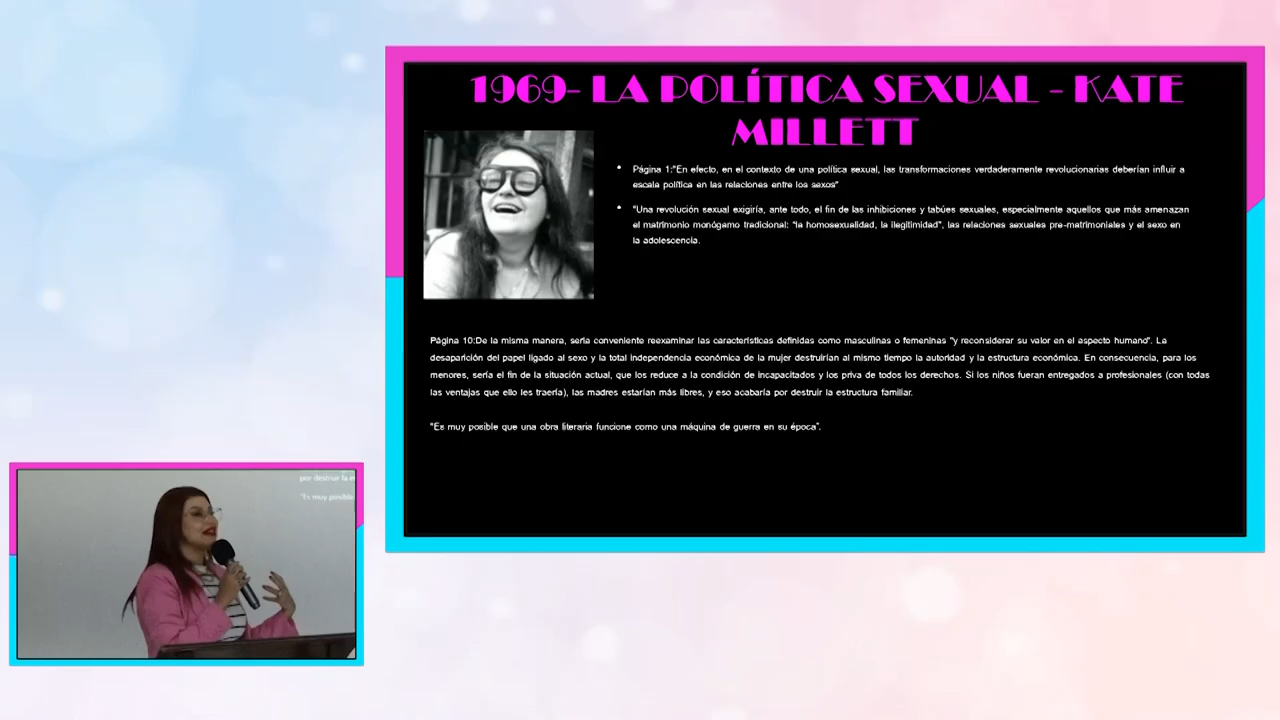 1969- LA POLÍTICA SEXUAL - KATE
MILLETT
• Página 1:"En efecto, en el contexto de una política sexual, las transformaciones verdaderamente revolucionarias deberían influir a
escala política en las relaciones entre los sexos"
• "Una revolución sexual exigiría, ante todo, el fin de las inhibiciones y tabúes sexuales, especialmente aquellos que más amenazan
el matrimonio monógamo tradicional: "la homosexualidad, la ilegitimidad", las relaciones sexuales pre-matrimoniales y el sexo en
la adolescencia.
Página 10:De la misma manera, sería conveniente reexaminar las características definidas como masculinas o femeninas "y reconsiderar su valor en el aspecto humano". La
desaparición del papel ligado al sexo y la total independencia económica de la mujer destruirían al mismo tiempo la autoridad y la estructura económica. En consecuencia, para los
menores, sería el fin de la situación actual, que los reduce a la condición de incapacitados y los priva de todos los derechos. Si los niños fueran entregados a profesionales (con todas
las ventajas que ello les traería), las madres estarían más libres, y eso acabaría por destruir la estructura familiar.
"Es muy posible que una obra literaria funcione como una máquina de guerra en su época".
por destruir la e
"Es muy posible